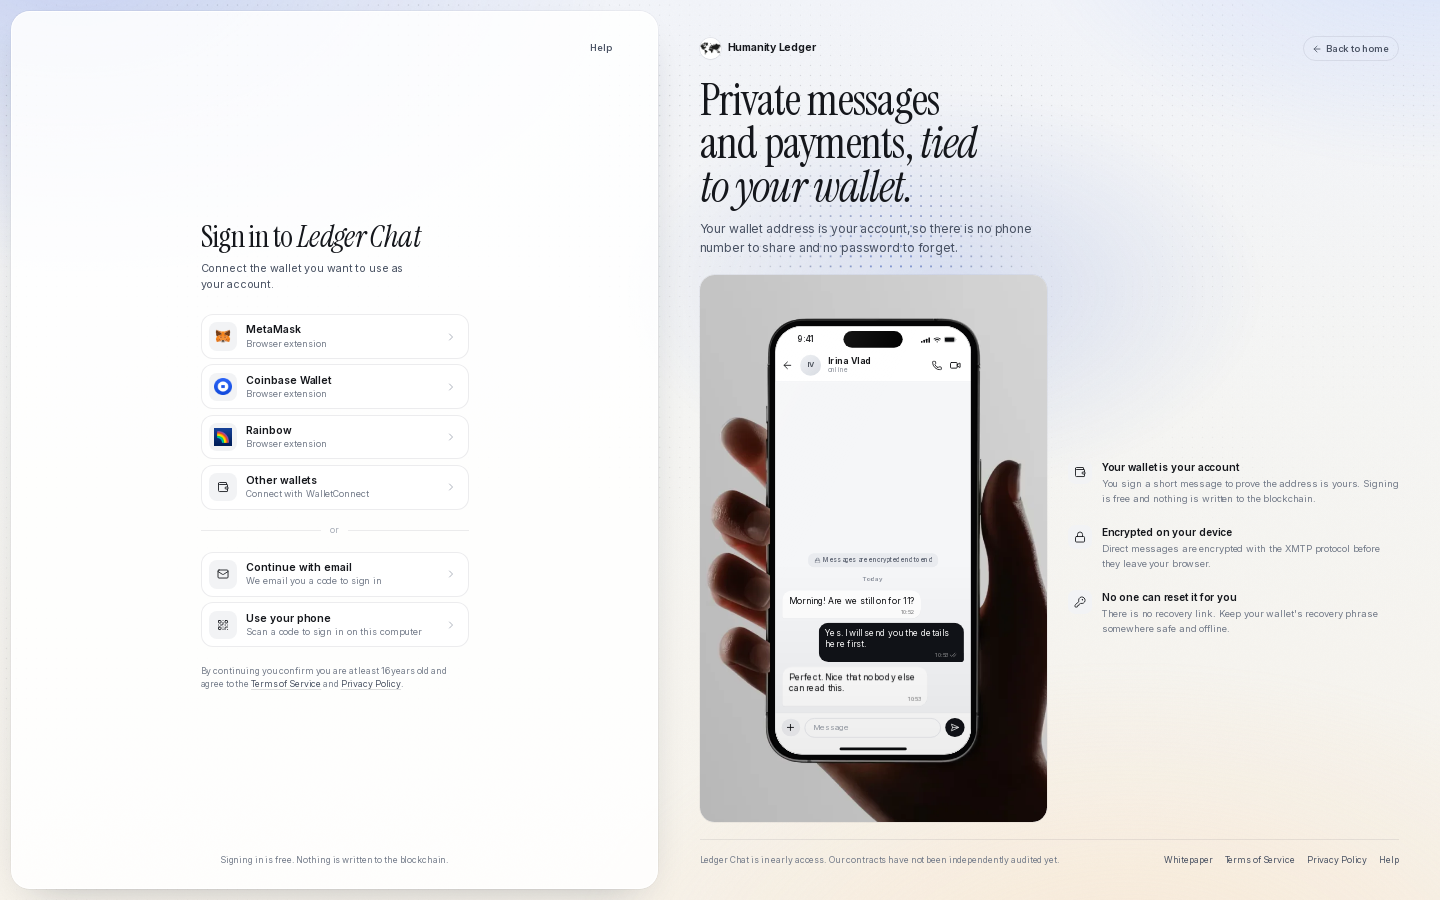 Help
Sign in to Ledger Chat
Connect the wallet you want to use as
your account.
MetaMask
Browser extension
Coinbase Wallet
Browser extension
Rainbow
Browser extension
Other wallets
Connect with WalletConnect
or
Continue with email
We email you a code to sign in
Use your phone
Scan a code to sign in on this computer
By continuing you confirm you are at least 16 years old and
agree to the Terms of Service and Privacy Policy.
Signing in is free. Nothing is written to the blockchain.
Humanity Ledger
← Back to home
Private messages
and payments, tied
to your wallet.
Your wallet address is your account, so there is no phone
number to share and no password to forget.
9:41
IV
Irina Vlad
online
Messages are encrypted end to end
Today
Morning! Are we still on for 11?
10:52
Yes. I will send you the details
here first.
10:52
Perfect. Nice that nobody else
can read this.
10:53
Message
Your wallet is your account
You sign a short message to prove the address is yours. Signing
is free and nothing is written to the blockchain.
Encrypted on your device
Direct messages are encrypted with the XMTP protocol before
they leave your browser.
No one can reset it for you
There is no recovery link. Keep your wallet's recovery phrase
somewhere safe and offline.
Ledger Chat is in early access. Our contracts have not been independently audited yet.
Whitepaper Terms of Service Privacy Policy Help